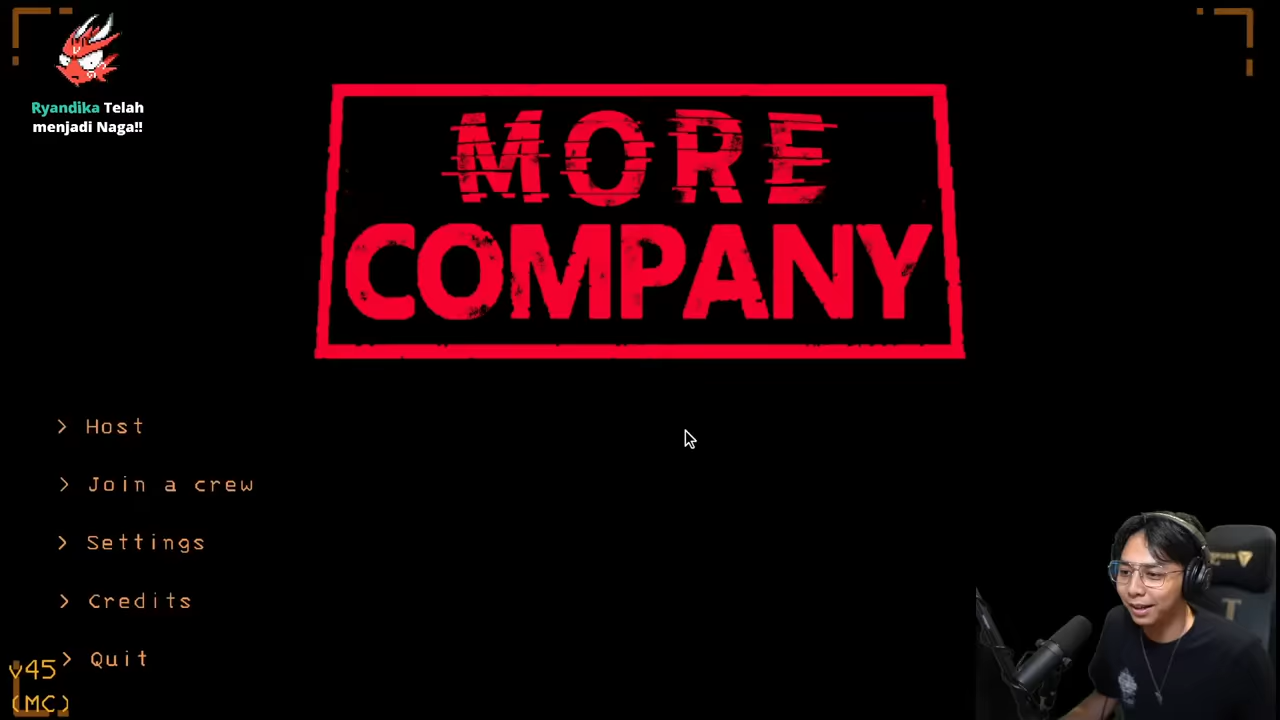 Ryandika Telah
menjadi Naga!!
MORE
COMPANY
> Host
> Join a crew
> Settings
> Credits
> Quit
v45
(MC)